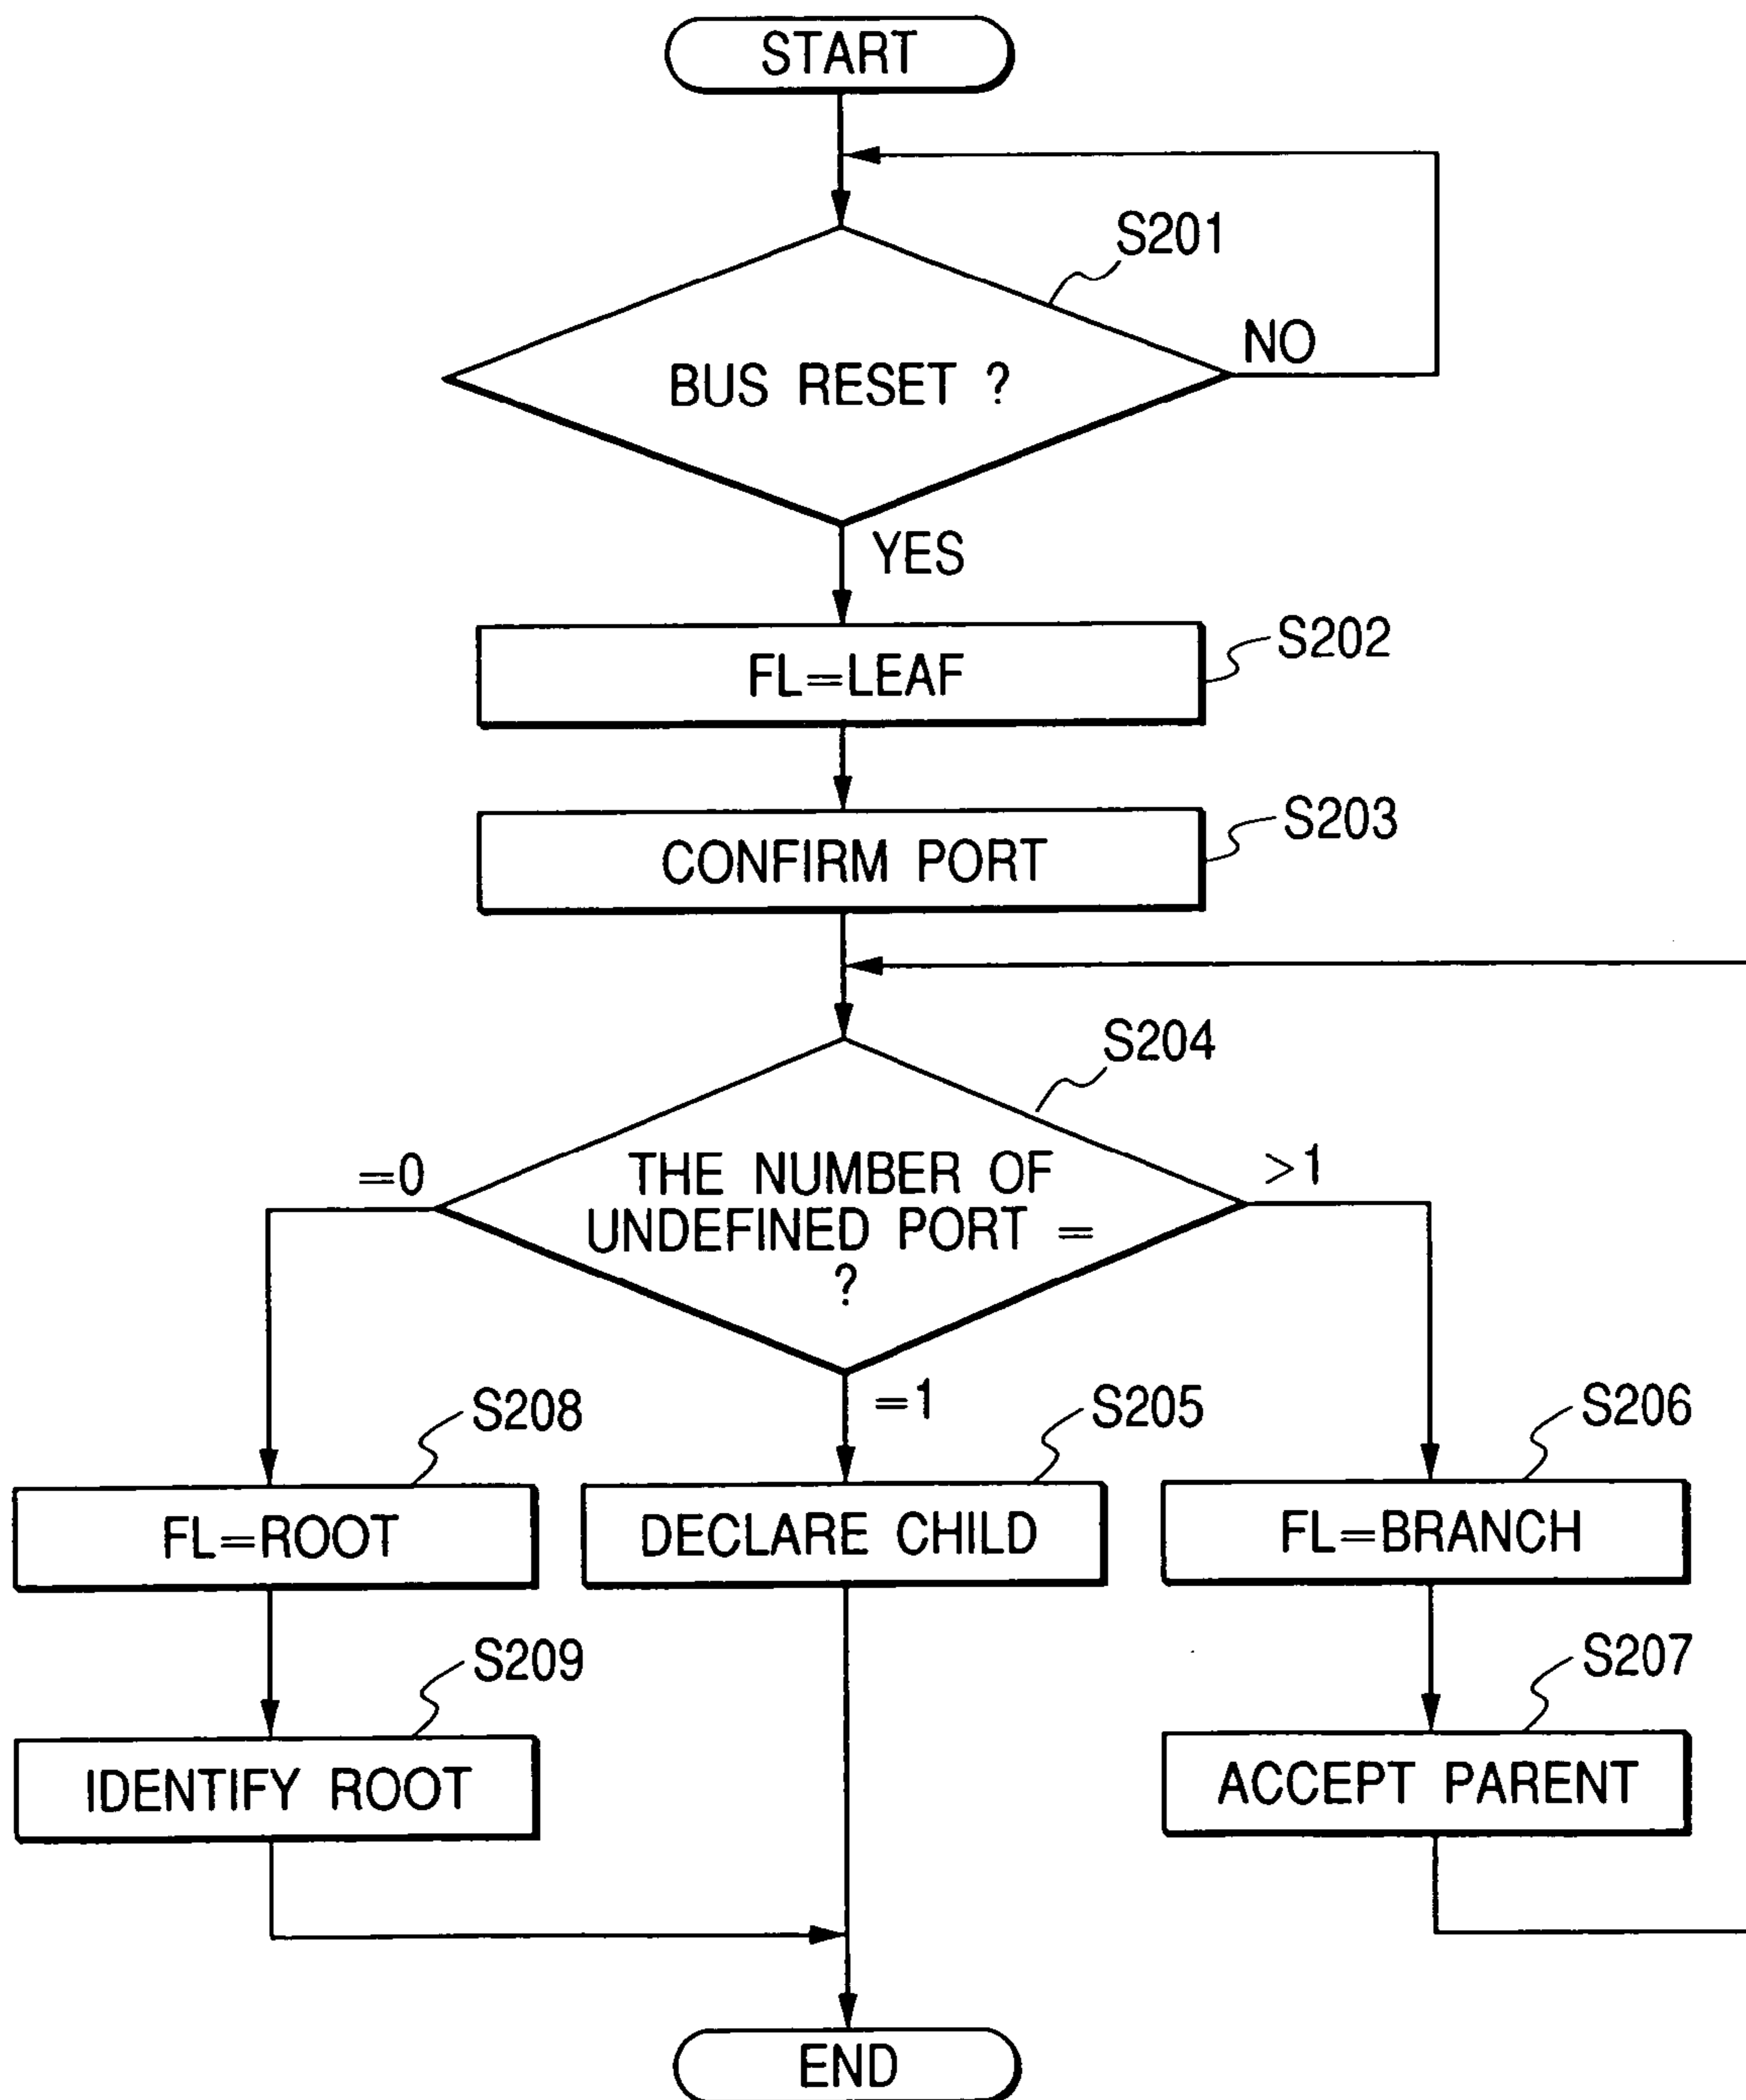 START
S201
BUS RESET ?
NO
YES
FL=LEAF
S202
CONFIRM PORT
S203
S204
=0
THE NUMBER OF
UNDEFINED PORT =
?
>1
=1
S208
S205
S206
FL=ROOT
DECLARE CHILD
FL=BRANCH
S209
S207
IDENTIFY ROOT
ACCEPT PARENT
END